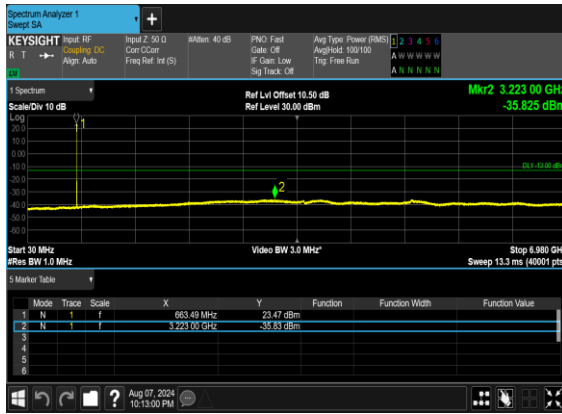 Spectrum Analyzer 1
Swept SA
+
KEYSIGHT Input: RF Input Z: 50 Ω #Atten: 40 dB PNO: Fast Avg Type: Power (RMS) 1 2 3 4 5 6
R T Coupling: DC Corr CCorr Gate: Off Avg|Hold: 100/100 A W W W W W
Align: Auto Freq Ref: Int (S) IF Gain: Low Trig: Free Run
LXI Sig Track: Off A N N N N N
1 Spectrum Ref Lvl Offset 10.50 dB Mkr2 3.223 00 GHz
Scale/Div 10 dB Ref Level 30.00 dBm -35.825 dBm
Log
20.0 1
10.0
0.00
-10.0 DL1 -13.00 dBm
-20.0
-30.0 2
-40.0
-50.0
-60.0
Start 30 MHz Video BW 3.0 MHz* Stop 6.980 GHz
#Res BW 1.0 MHz Sweep 13.3 ms (40001 pts)
5 Marker Table
Mode Trace Scale X Y Function Function Width Function Value
1 N 1 f 663.49 MHz 23.47 dBm
2 N 1 f 3.223 00 GHz -35.83 dBm
3
4
5
6
? Aug 07, 2024
10:13:00 PM